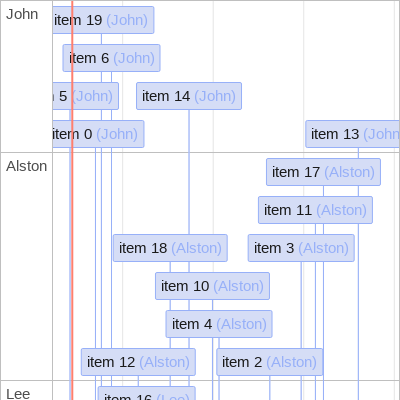 John
item 19 (John)
item 6 (John)
5 (John)
item 14 (John)
item 0 (John)
item 13 (John
Alston
item 17 (Alston)
item 11 (Alston)
item 18 (Alston)
item 3 (Alston)
item 10 (Alston)
item 4 (Alston)
item 12 (Alston)
item 2 (Alston)
Lee
item 16 (Lee)